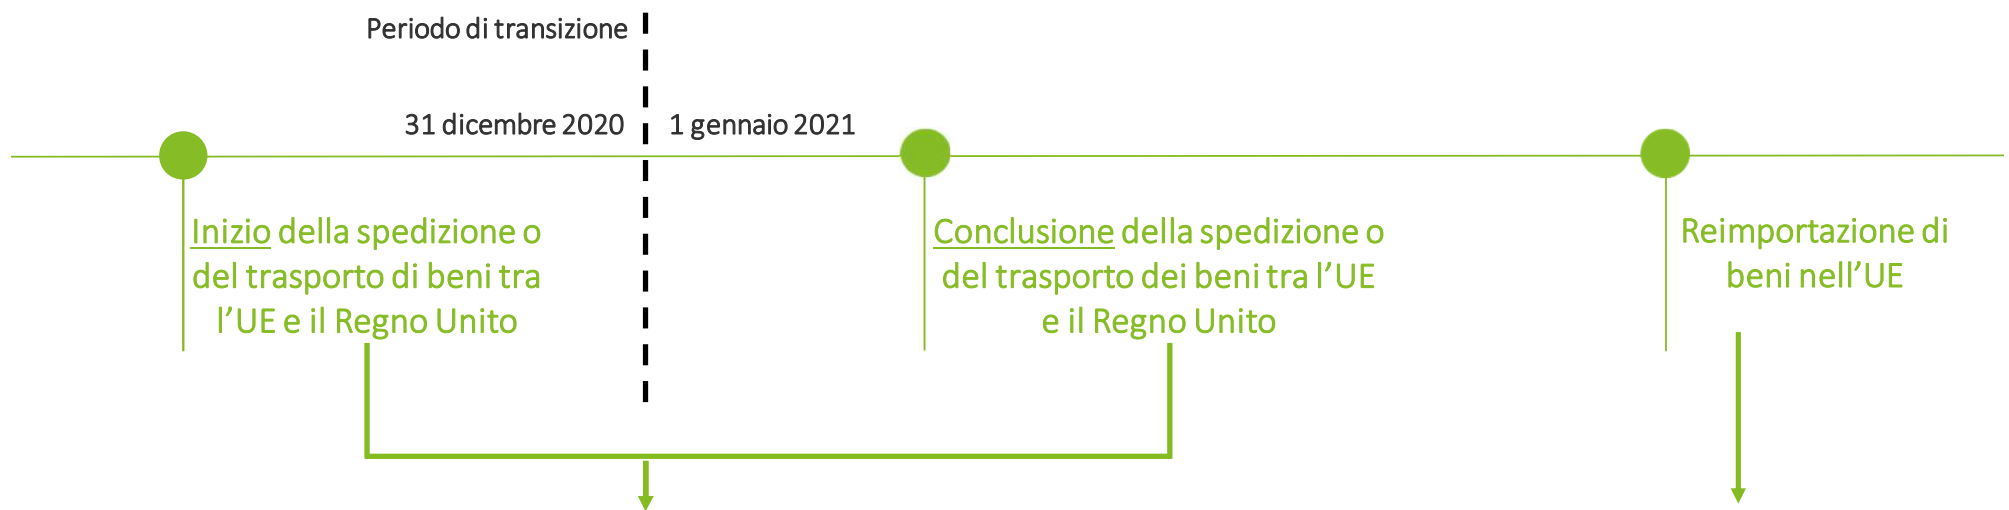 Periodo di transizione
31 dicembre 2020
1 gennaio 2021
Inizio della spedizione o
del trasporto di beni tra
l’UE e il Regno Unito
Conclusione della spedizione o
del trasporto dei beni tra l’UE
e il Regno Unito
Reimportazione di
beni nell’UE